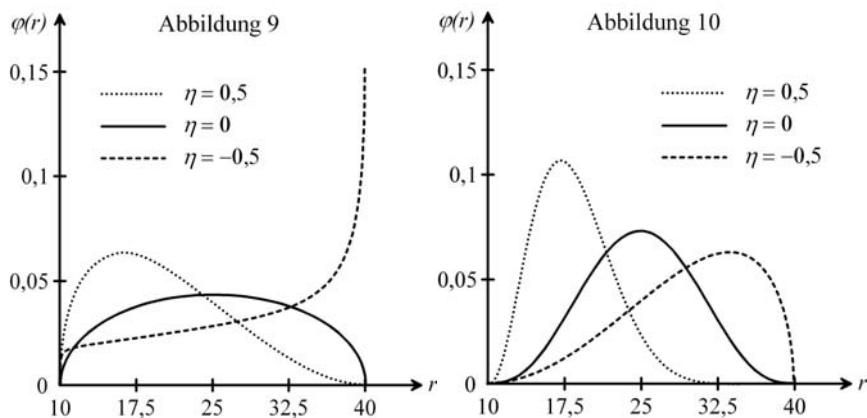 φ(r)
Abbildung 9
0,15
η = 0,5
η = 0
η = −0,5
0,1
0,05
0
10
17,5
25
32,5
40
r
φ(r)
Abbildung 10
0,15
η = 0,5
η = 0
η = −0,5
0,1
0,05
0
10
17,5
25
32,5
40
r